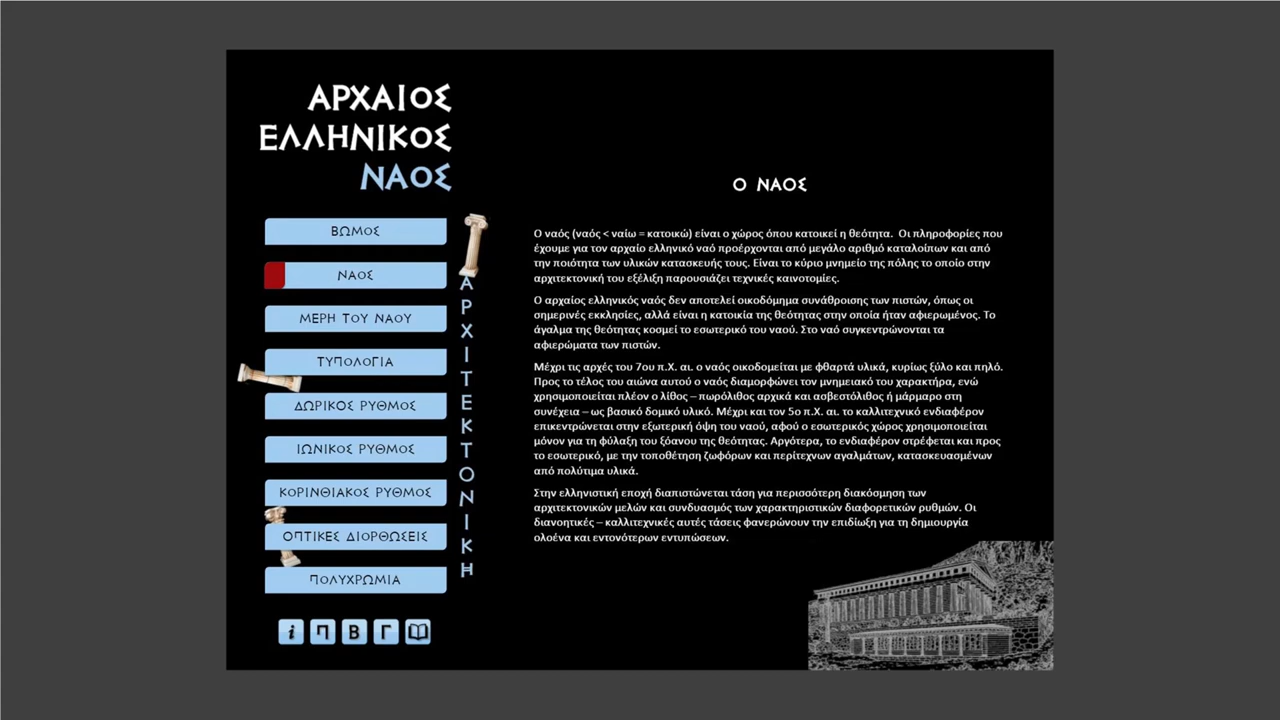 ΑΡΧΑΙΟΣ
ΕΛΛΗΝΙΚΟΣ
ΝΑΟΣ
ΒΩΜΟΣ
ΝΑΟΣ
ΜΕΡΗ ΤΟΥ ΝΑΟΥ
ΤΥΠΟΛΟΓΙΑ
ΔΩΡΙΚΟΣ ΡΥΘΜΟΣ
ΙΩΝΙΚΟΣ ΡΥΘΜΟΣ
ΚΟΡΙΝΘΙΑΚΟΣ ΡΥΘΜΟΣ
ΟΠΤΙΚΕΣ ΔΙΟΡΘΩΣΕΙΣ
ΠΟΛΥΧΡΩΜΙΑ
i Π Β Γ
ΑΡΧΙΤΕΚΤΟΝΙΚΗ
Ο ΝΑΟΣ
Ο ναός (ναός < ναίω = κατοικώ) είναι ο χώρος όπου κατοικεί η θεότητα. Οι πληροφορίες που
έχουμε για τον αρχαίο ελληνικό ναό προέρχονται από μεγάλο αριθμό καταλοίπων και από
την ποιότητα των υλικών κατασκευής τους. Είναι το κύριο μνημείο της πόλης το οποίο στην
αρχιτεκτονική του εξέλιξη παρουσιάζει τεχνικές καινοτομίες.
Ο αρχαίος ελληνικός ναός δεν αποτελεί οικοδόμημα συνάθροισης των πιστών, όπως οι
σημερινές εκκλησίες, αλλά είναι η κατοικία της θεότητας στην οποία ήταν αφιερωμένος. Το
άγαλμα της θεότητας κοσμεί το εσωτερικό του ναού. Στο ναό συγκεντρώνονται τα
αφιερώματα των πιστών.
Μέχρι τις αρχές του 7ου π.Χ. αι. ο ναός οικοδομείται με φθαρτά υλικά, κυρίως ξύλο και πηλό.
Προς το τέλος του αιώνα αυτού ο ναός διαμορφώνει τον μνημειακό του χαρακτήρα, ενώ
χρησιμοποιείται πλέον ο λίθος – πωρόλιθος αρχικά και ασβεστόλιθος ή μάρμαρο στη
συνέχεια – ως βασικό δομικό υλικό. Μέχρι και τον 5ο π.Χ. αι. το καλλιτεχνικό ενδιαφέρον
επικεντρώνεται στην εξωτερική όψη του ναού, αφού ο εσωτερικός χώρος χρησιμοποιείται
μόνον για τη φύλαξη του ξόανου της θεότητας. Αργότερα, το ενδιαφέρον στρέφεται και προς
το εσωτερικό, με την τοποθέτηση ζωφόρων και περίτεχνων αγαλμάτων, κατασκευασμένων
από πολύτιμα υλικά.
Στην ελληνιστική εποχή διαπιστώνεται τάση για περισσότερη διακόσμηση των
αρχιτεκτονικών μελών και συνδυασμός των χαρακτηριστικών διαφορετικών ρυθμών. Οι
διανοητικές – καλλιτεχνικές αυτές τάσεις φανερώνουν την επιδίωξη για τη δημιουργία
ολοένα και εντονότερων εντυπώσεων.